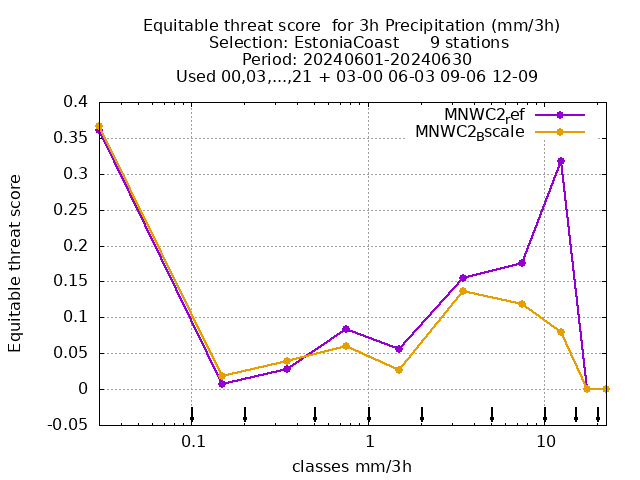 Equitable threat score  for 3h Precipitation (mm/3h)
Selection: EstoniaCoast      9 stations
Period: 20240601-20240630
Used 00,03,...,21 + 03-00 06-03 09-06 12-09
MNWC2ref
MNWC2Bscale
Equitable threat score
0.4
0.35
0.3
0.25
0.2
0.15
0.1
0.05
0
-0.05
0.1 1 10
classes mm/3h